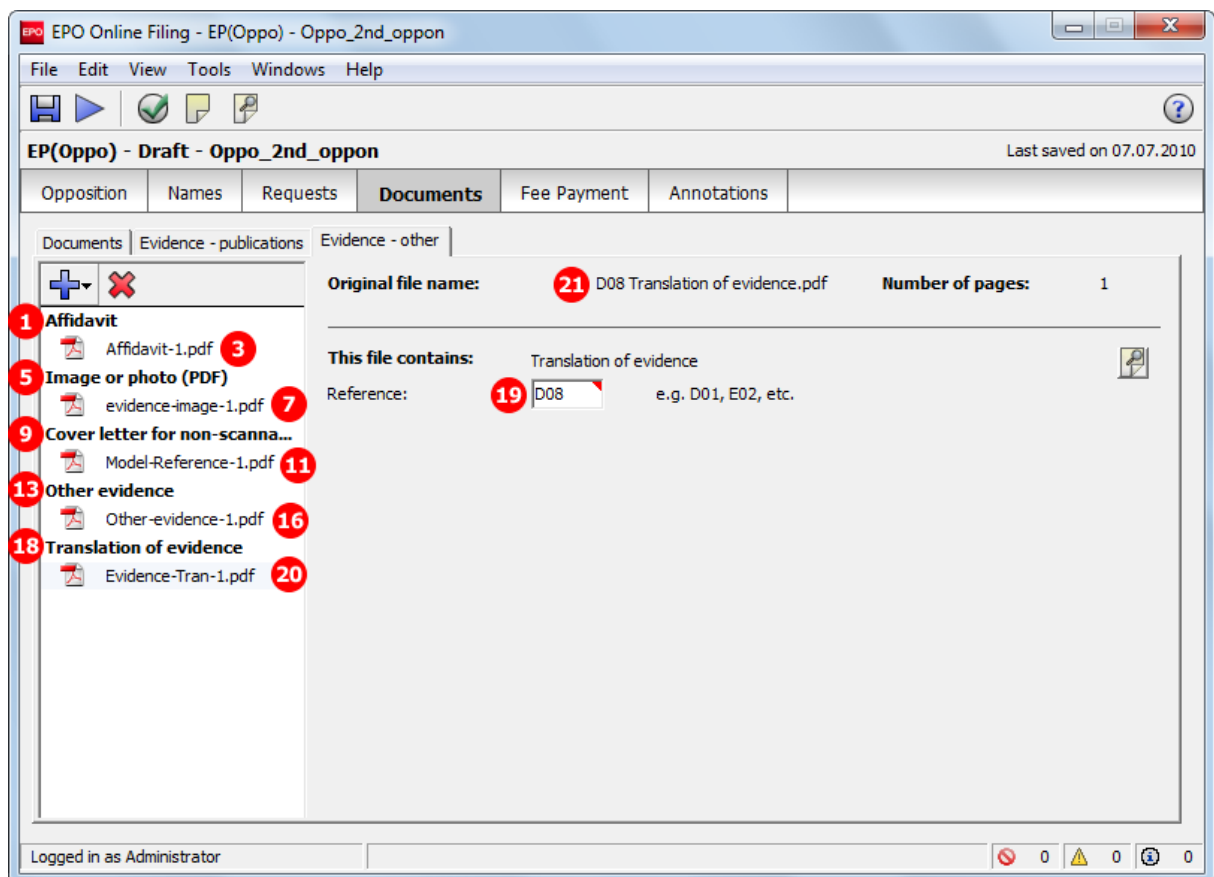 EPO EPO Online Filing - EP(Oppo) - Oppo_2nd_oppon X
File Edit View Tools Windows Help
?
EP(Oppo) - Draft - Oppo_2nd_oppon Last saved on 07.07.2010
Opposition Names Requests Documents Fee Payment Annotations
Documents Evidence - publications Evidence - other
Original file name: 21 D08 Translation of evidence.pdf Number of pages: 1
1 Affidavit
Affidavit-1.pdf 3
This file contains: Translation of evidence
5 Image or photo (PDF)
Reference: 19 D08 e.g. D01, E02, etc.
evidence-image-1.pdf 7
9 Cover letter for non-scanna...
Model-Reference-1.pdf 11
13 Other evidence
Other-evidence-1.pdf 16
18 Translation of evidence
Evidence-Tran-1.pdf 20
Logged in as Administrator 0 0 0